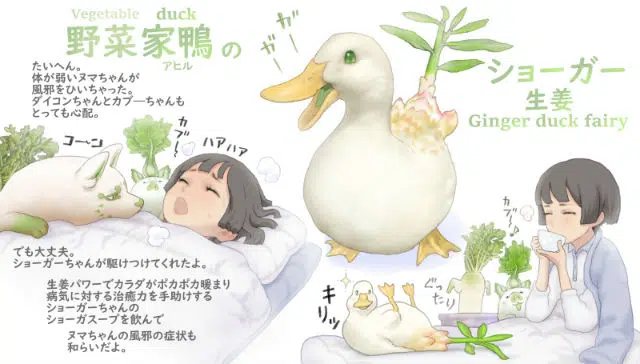 Vegetable duck
野菜家鴨の
アヒル
たいへん。
体が弱いヌマちゃんが
風邪をひいちゃった。
ダイコンちゃんとカブーちゃんも
とっても心配。
コーン
カブー?
ハアハア
ガーガー
ショーガー
生姜
Ginger duck fairy
でも大丈夫。
ショーガーちゃんが駆けつけてくれたよ。
生姜パワーでカラダがポカポカ暖まり
病気に対する治癒力を手助けする
ショーガーちゃんの
ショーガスープを飲んで
ヌマちゃんの風邪の症状も
和らいだよ。
キリッ
ぐったり
カブー♪